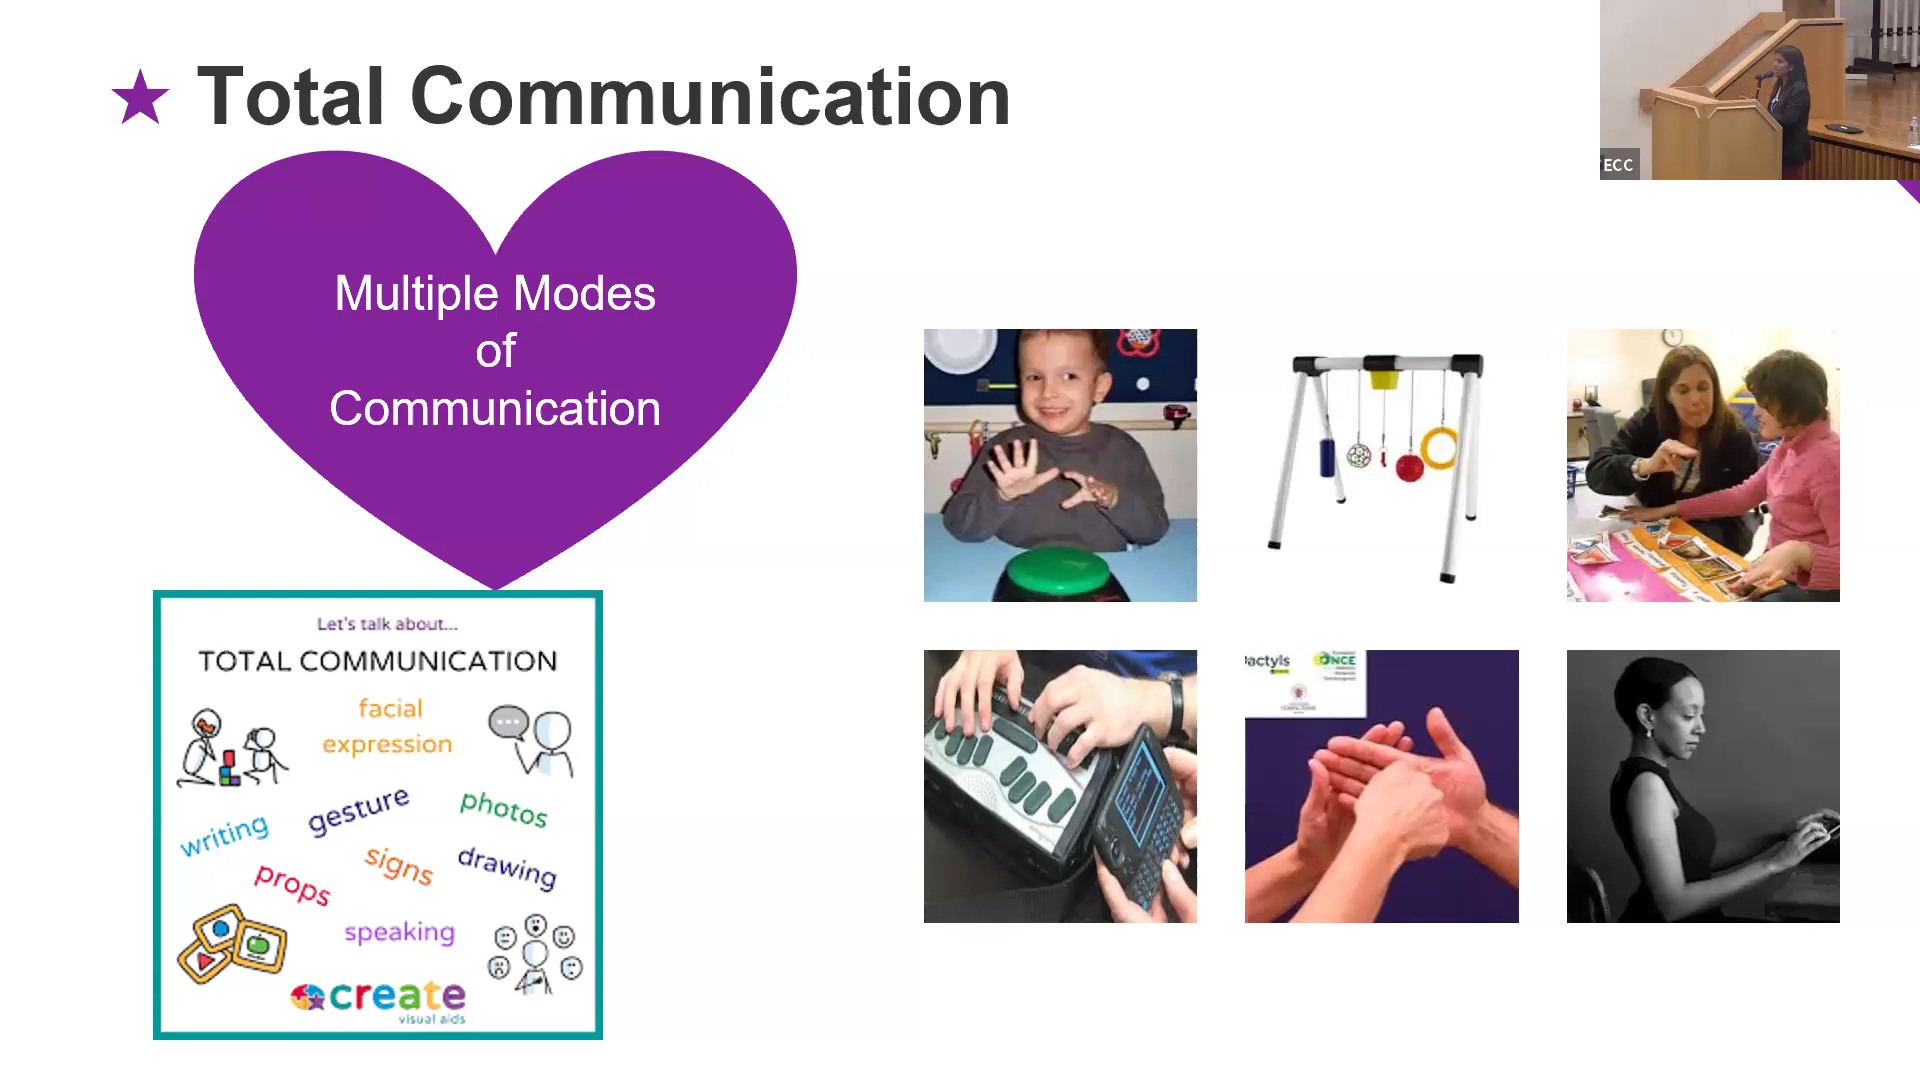 Total Communication
Multiple Modes
of
Communication
ECC
Let's talk about...
TOTAL COMMUNICATION
facial
expression
writing
gesture
photos
props
signs
drawing
speaking
create
visual aids
NCE